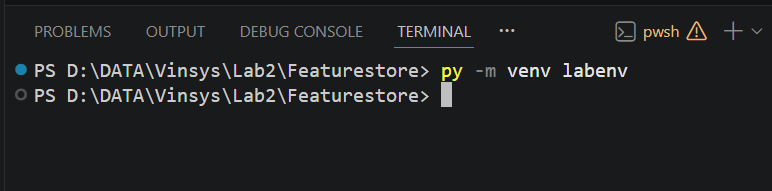 PROBLEMS OUTPUT DEBUG CONSOLE TERMINAL ··· pwsh
PS D:\DATA\Vinsys\Lab2\Featurestore> py -m venv labenv
PS D:\DATA\Vinsys\Lab2\Featurestore>